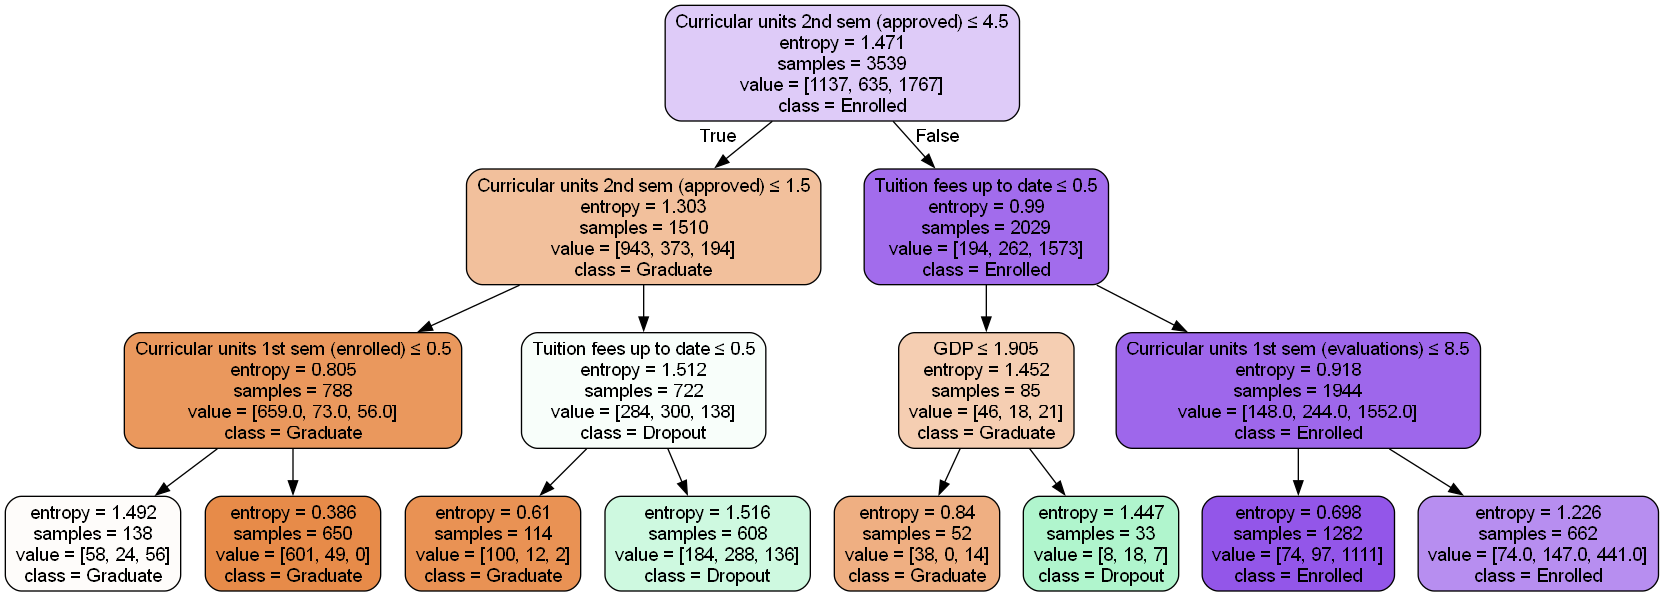 Curricular units 2nd sem (approved) ≤ 4.5
entropy = 1.471
samples = 3539
value = [1137, 635, 1767]
class = Enrolled
True
False
Curricular units 2nd sem (approved) ≤ 1.5
entropy = 1.303
samples = 1510
value = [943, 373, 194]
class = Graduate
Tuition fees up to date ≤ 0.5
entropy = 0.99
samples = 2029
value = [194, 262, 1573]
class = Enrolled
Curricular units 1st sem (enrolled) ≤ 0.5
entropy = 0.805
samples = 788
value = [659.0, 73.0, 56.0]
class = Graduate
Tuition fees up to date ≤ 0.5
entropy = 1.512
samples = 722
value = [284, 300, 138]
class = Dropout
GDP ≤ 1.905
entropy = 1.452
samples = 85
value = [46, 18, 21]
class = Graduate
Curricular units 1st sem (evaluations) ≤ 8.5
entropy = 0.918
samples = 1944
value = [148.0, 244.0, 1552.0]
class = Enrolled
entropy = 1.492
samples = 138
value = [58, 24, 56]
class = Graduate
entropy = 0.386
samples = 650
value = [601, 49, 0]
class = Graduate
entropy = 0.61
samples = 114
value = [100, 12, 2]
class = Graduate
entropy = 1.516
samples = 608
value = [184, 288, 136]
class = Dropout
entropy = 0.84
samples = 52
value = [38, 0, 14]
class = Graduate
entropy = 1.447
samples = 33
value = [8, 18, 7]
class = Dropout
entropy = 0.698
samples = 1282
value = [74, 97, 1111]
class = Enrolled
entropy = 1.226
samples = 662
value = [74.0, 147.0, 441.0]
class = Enrolled